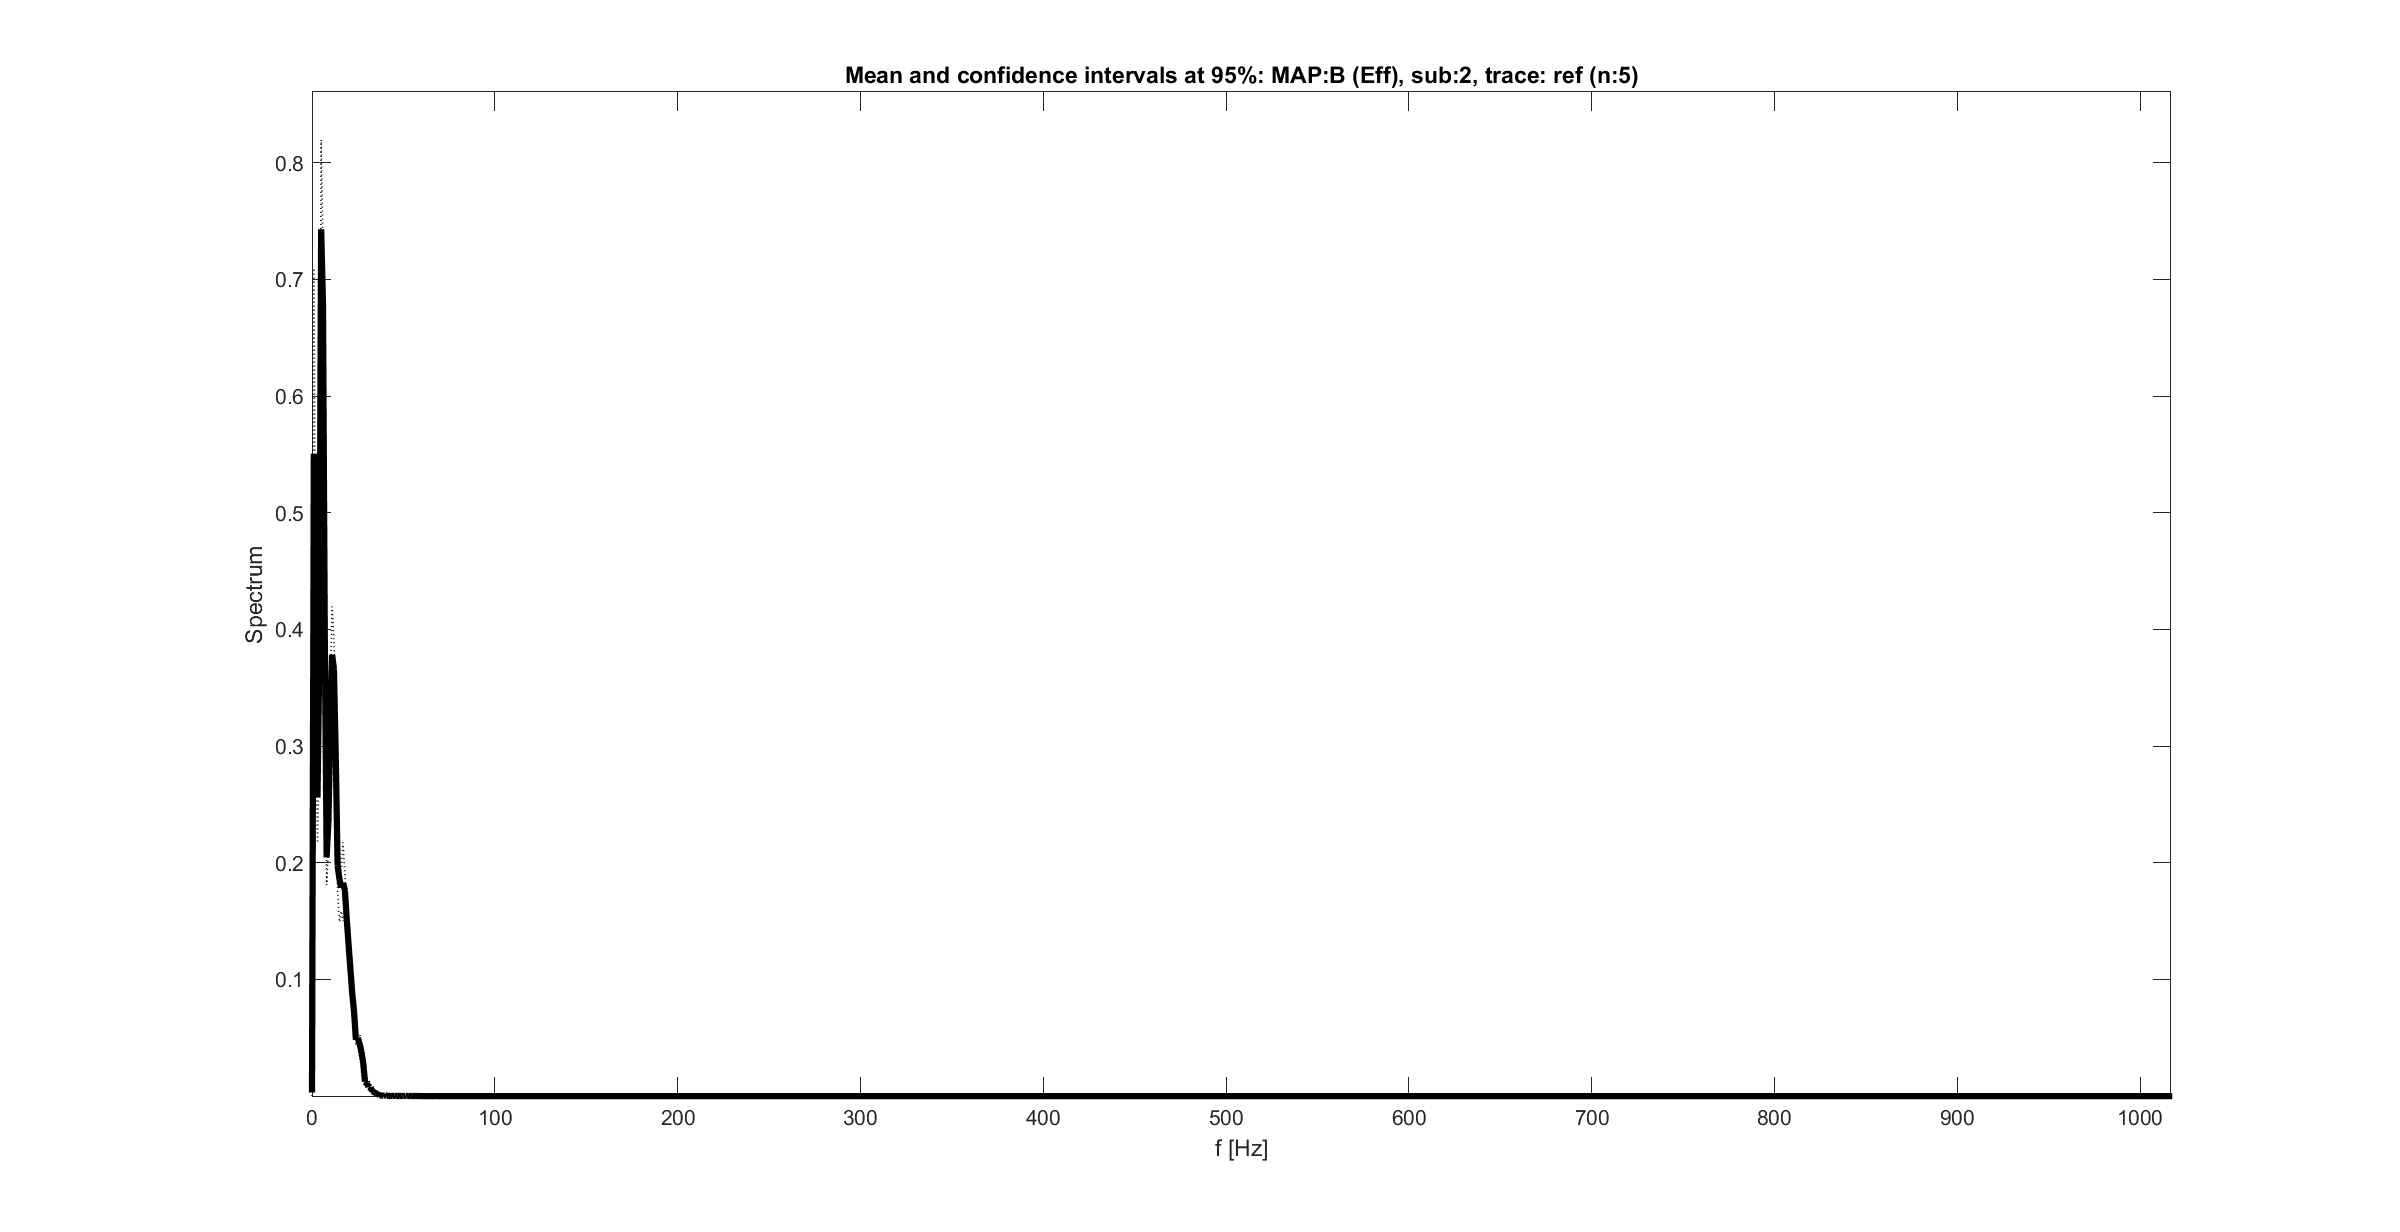 Mean and confidence intervals at 95%: MAP:B (Eff), sub:2, trace: ref (n:5)
0.8
0.7
0.6
0.5
0.4
0.3
0.2
0.1
Spectrum
0 100 200 300 400 500 600 700 800 900 1000
f [Hz]